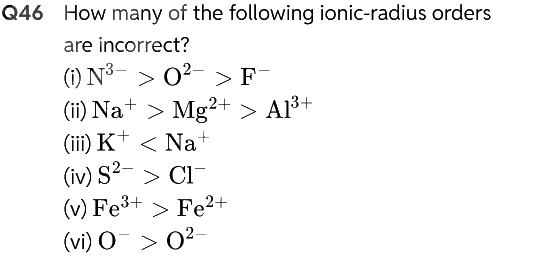 Q46 How many of the following ionic-radius orders
are incorrect?
(i) N³⁻ > O²⁻ > F⁻
(ii) Na⁺ > Mg²⁺ > Al³⁺
(iii) K⁺ < Na⁺
(iv) S²⁻ > Cl⁻
(v) Fe³⁺ > Fe²⁺
(vi) O⁻ > O²⁻